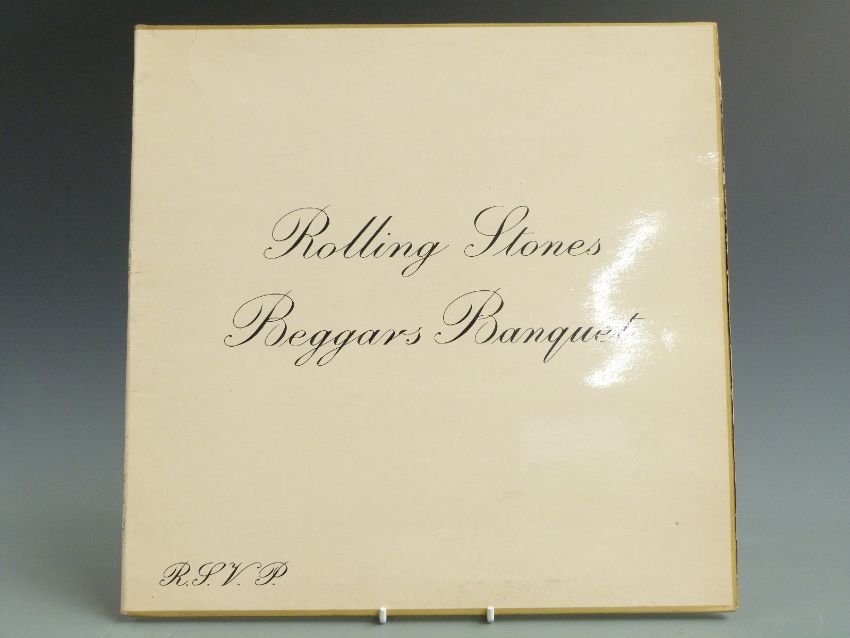 Rolling Stones
Beggars Banquet
R.S.V.P.